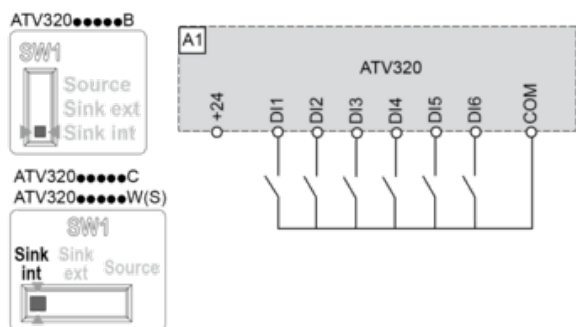 ATV320●●●●●B
SW1
Source
Sink ext
Sink int
ATV320●●●●●C
ATV320●●●●●W(S)
SW1
Sink int
Sink ext
Source
A1
ATV320
+24
DI1
DI2
DI3
DI4
DI5
DI6
COM